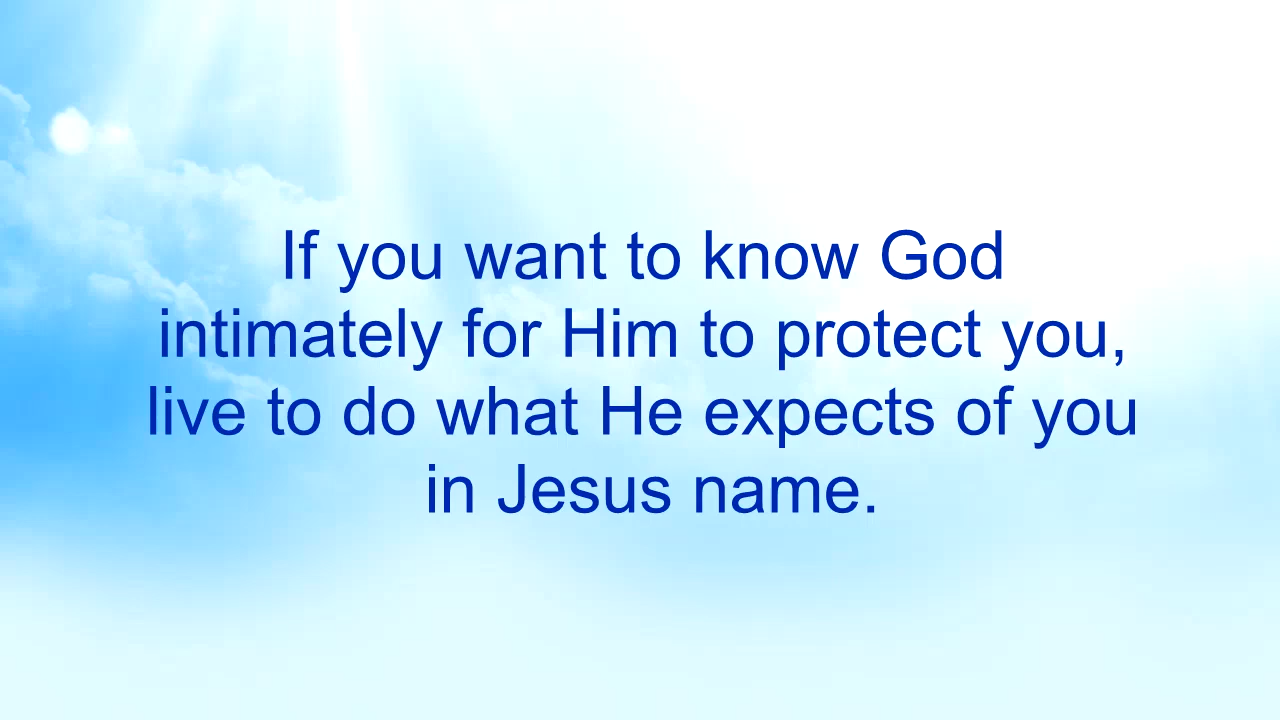 If you want to know God
intimately for Him to protect you,
live to do what He expects of you
in Jesus name.